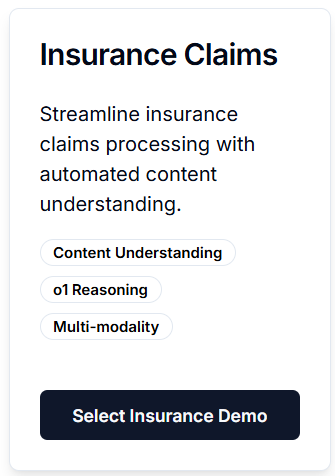 Insurance Claims
Streamline insurance
claims processing with
automated content
understanding.
Content Understanding
o1 Reasoning
Multi-modality
Select Insurance Demo